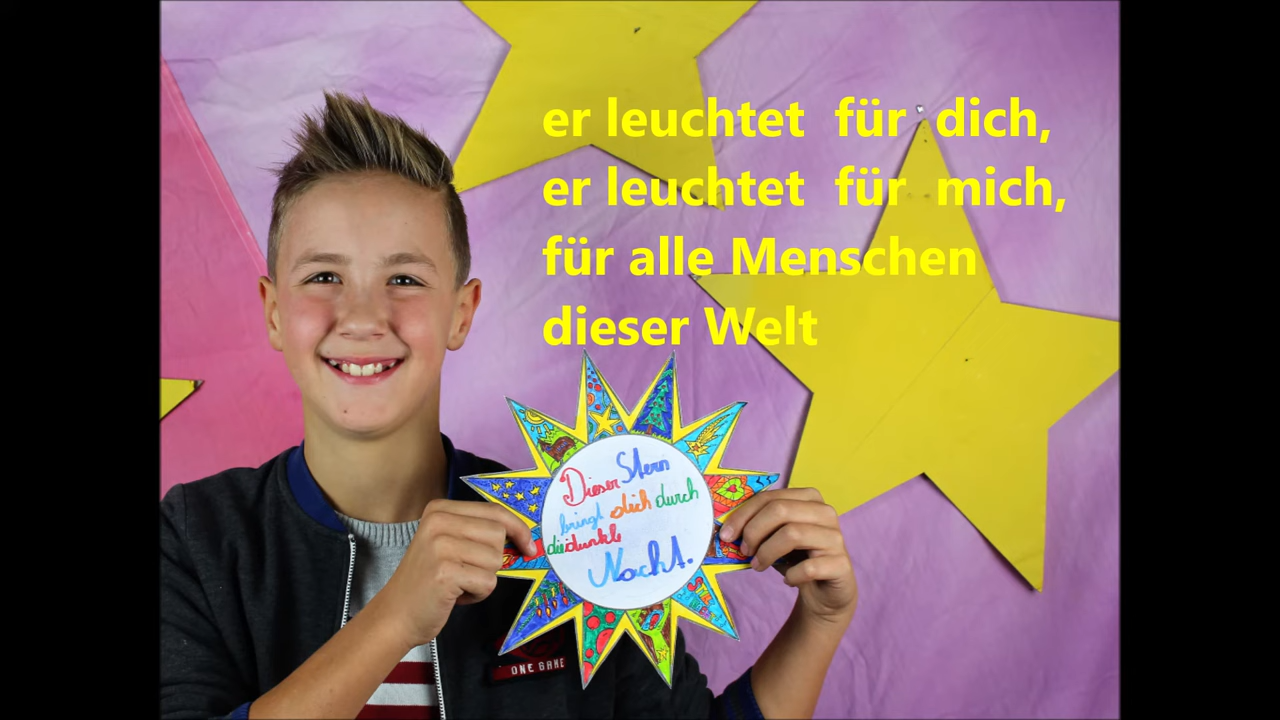 er leuchtet für dich,
er leuchtet für mich,
für alle Menschen
dieser Welt
Dieser Stern
bringt dich durch
die dunkle
Nacht.
ONE GAME